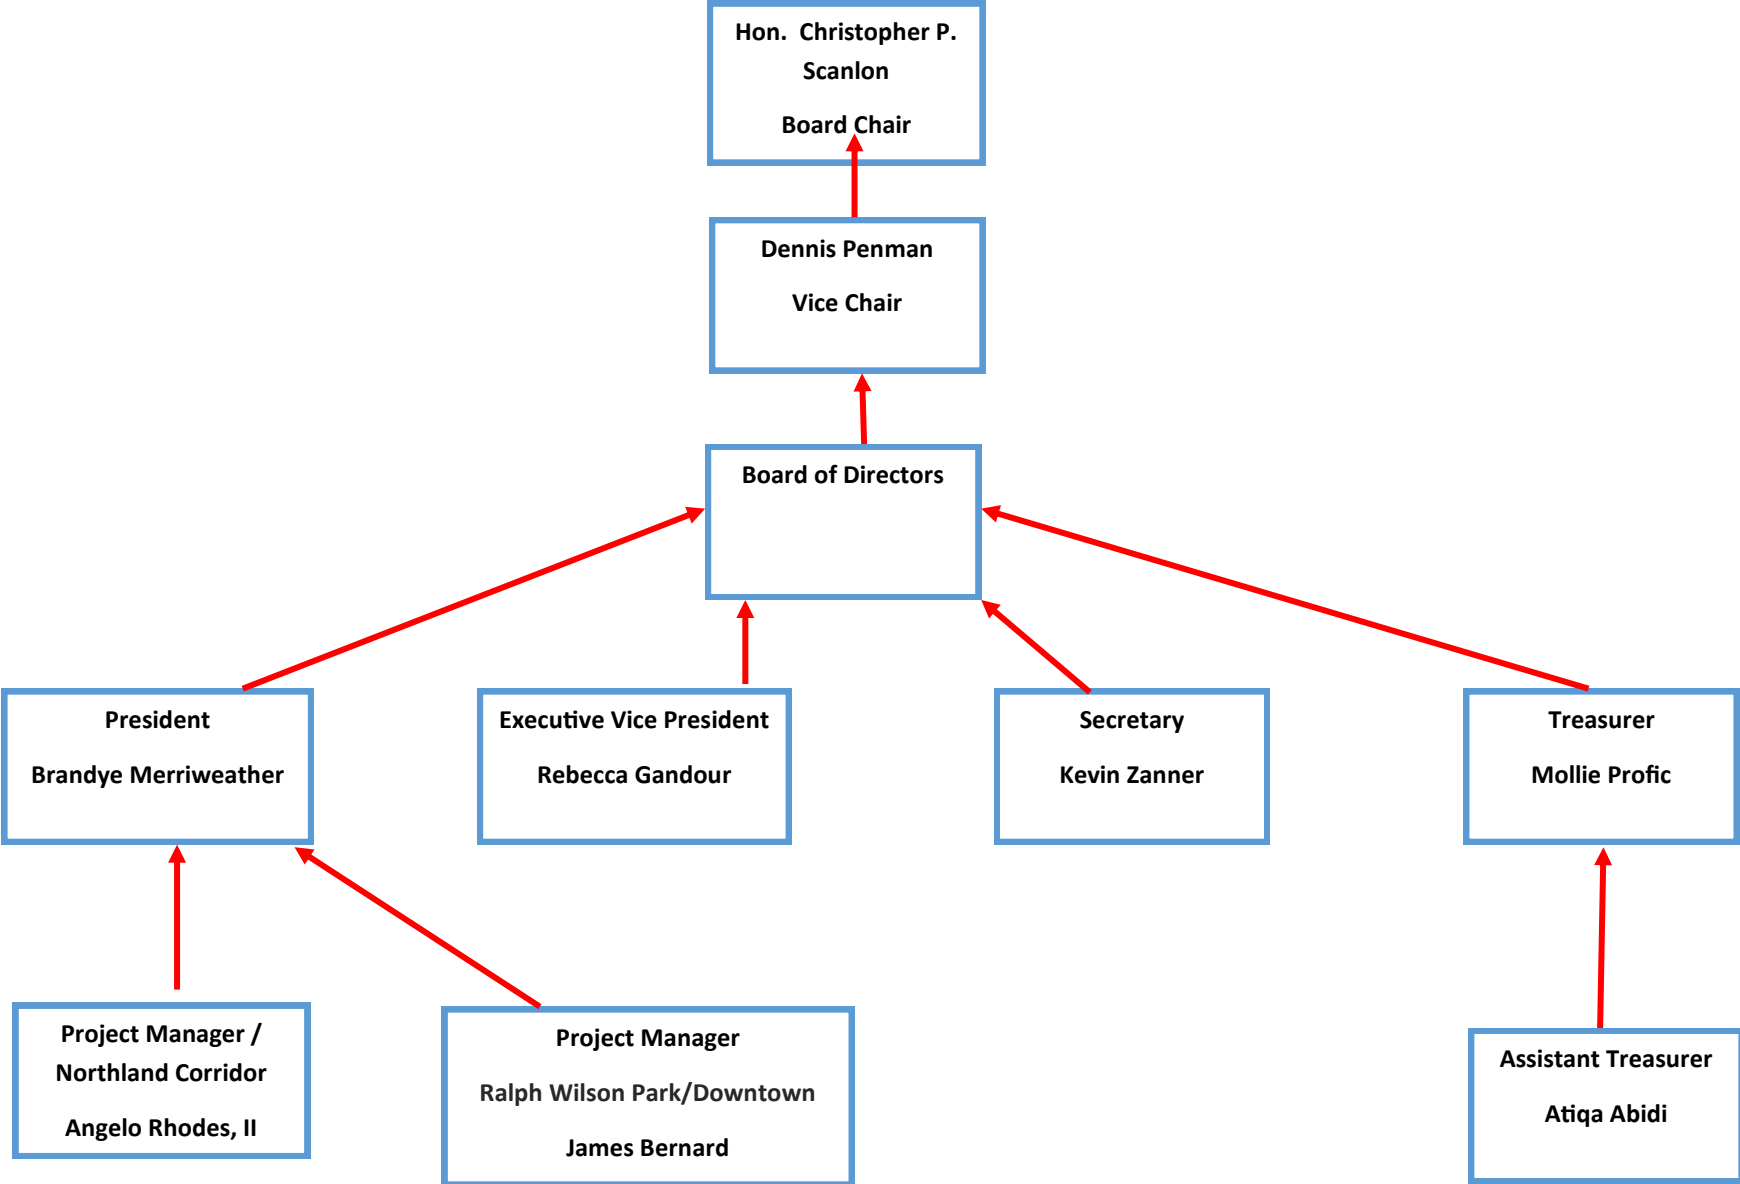 Hon.  Christopher P.
Scanlon
Board Chair
Dennis Penman
Vice Chair
Board of Directors
President
Brandye Merriweather
Executive Vice President
Rebecca Gandour
Secretary
Kevin Zanner
Treasurer
Mollie Profic
Project Manager /
Northland Corridor
Angelo Rhodes, II
Project Manager
Ralph Wilson Park/Downtown
James Bernard
Assistant Treasurer
Atiqa Abidi